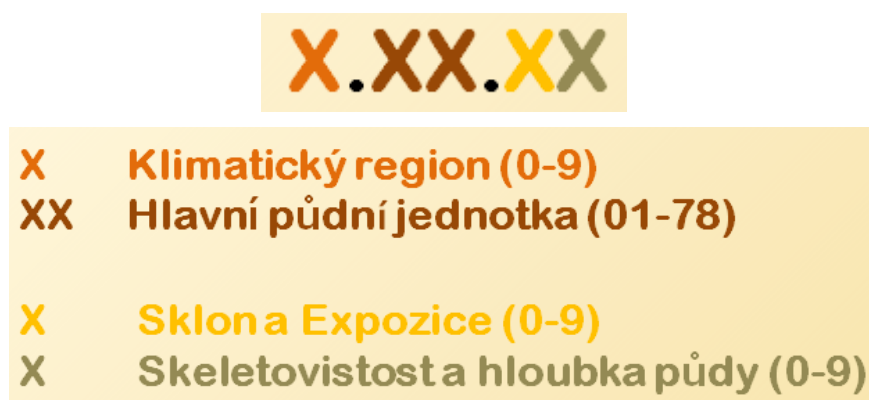 X.XX.XX
X Klimatický region (0-9)
XX Hlavní půdní jednotka (01-78)
X Sklon a Expozice (0-9)
X Skeletovistost a hloubka půdy (0-9)